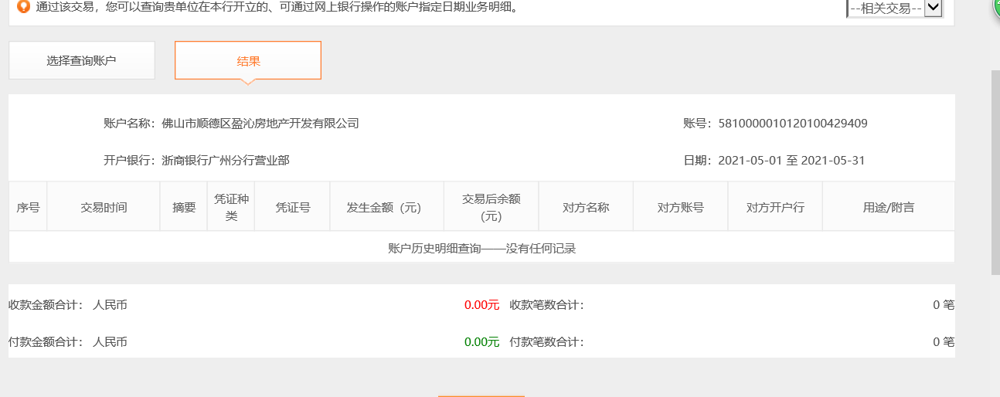 通过该交易，您可以查询贵单位在本行开立的、可通过网上银行操作的账户指定日期业务明细。
--相关交易--
选择查询账户
结果
账户名称：佛山市顺德区盈沁房地产开发有限公司
账号：5810000010120100429409
开户银行：浙商银行广州分行营业部
日期：2021-05-01 至 2021-05-31
序号 交易时间 摘要 凭证种类 凭证号 发生金额（元） 交易后余额（元） 对方名称 对方账号 对方开户行 用途/附言
账户历史明细查询——没有任何记录
收款金额合计： 人民币 0.00元 收款笔数合计： 0 笔
付款金额合计： 人民币 0.00元 付款笔数合计： 0 笔